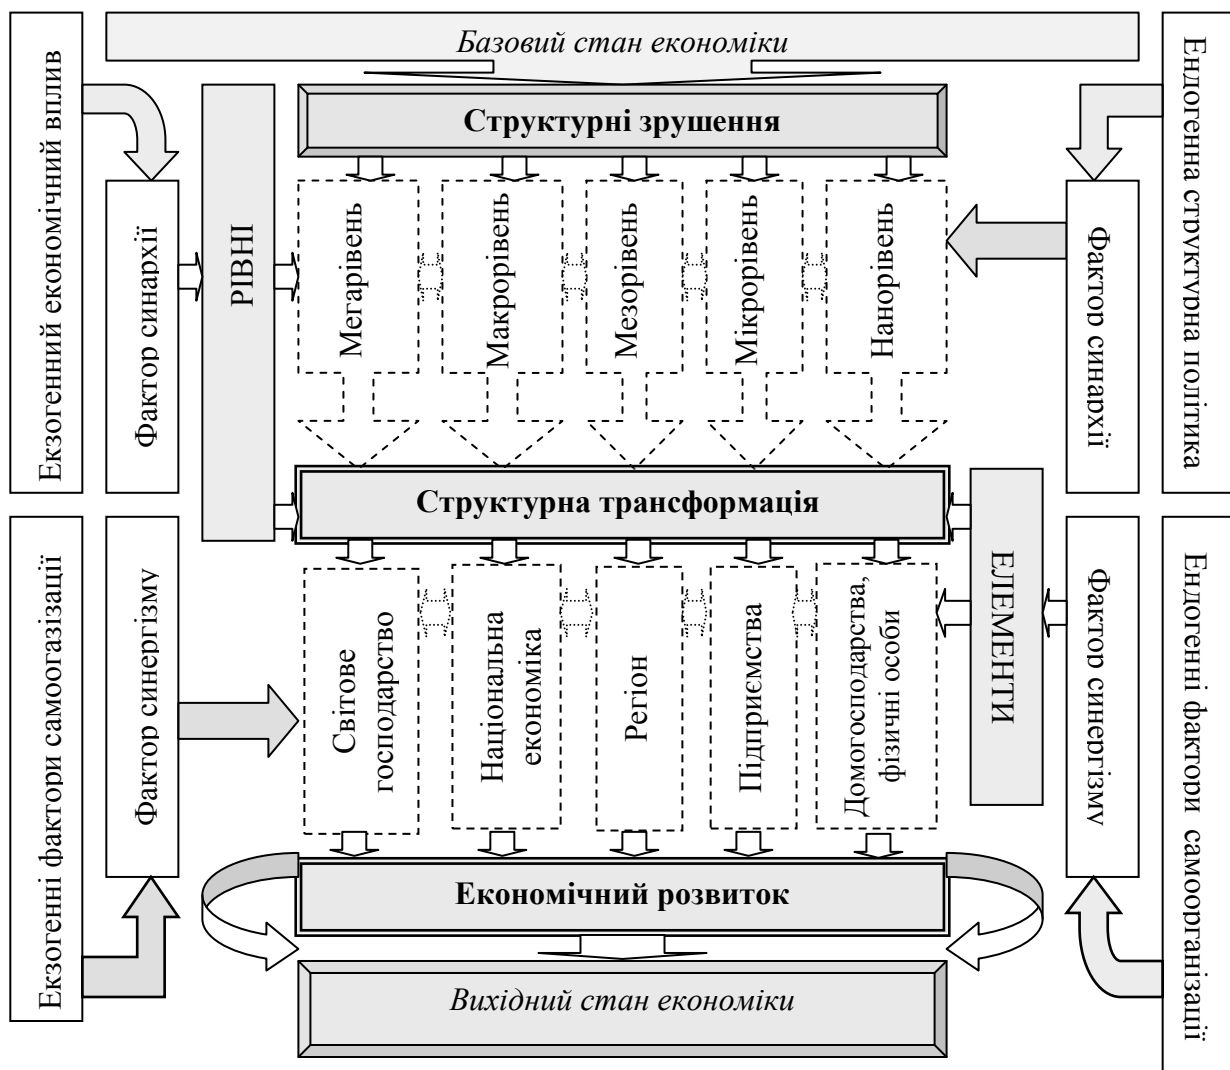 Базовий стан економіки
Екзогенний економічний вплив
Фактор синархії
РІВНІ
Структурні зрушення
Мегарівень
Макрорівень
Мезорівень
Мікрорівень
Нанорівень
Фактор синархії
Ендогенна структурна політика
Структурна трансформація
Екзогенні фактори самоогазізації
Фактор синергізму
Світове
господарство
Національна
економіка
Регіон
Підприємства
Домогосподарства,
фізичні особи
ЕЛЕМЕНТИ
Фактор синергізму
Ендогенні фактори самоорганізації
Економічний розвиток
Вихідний стан економіки